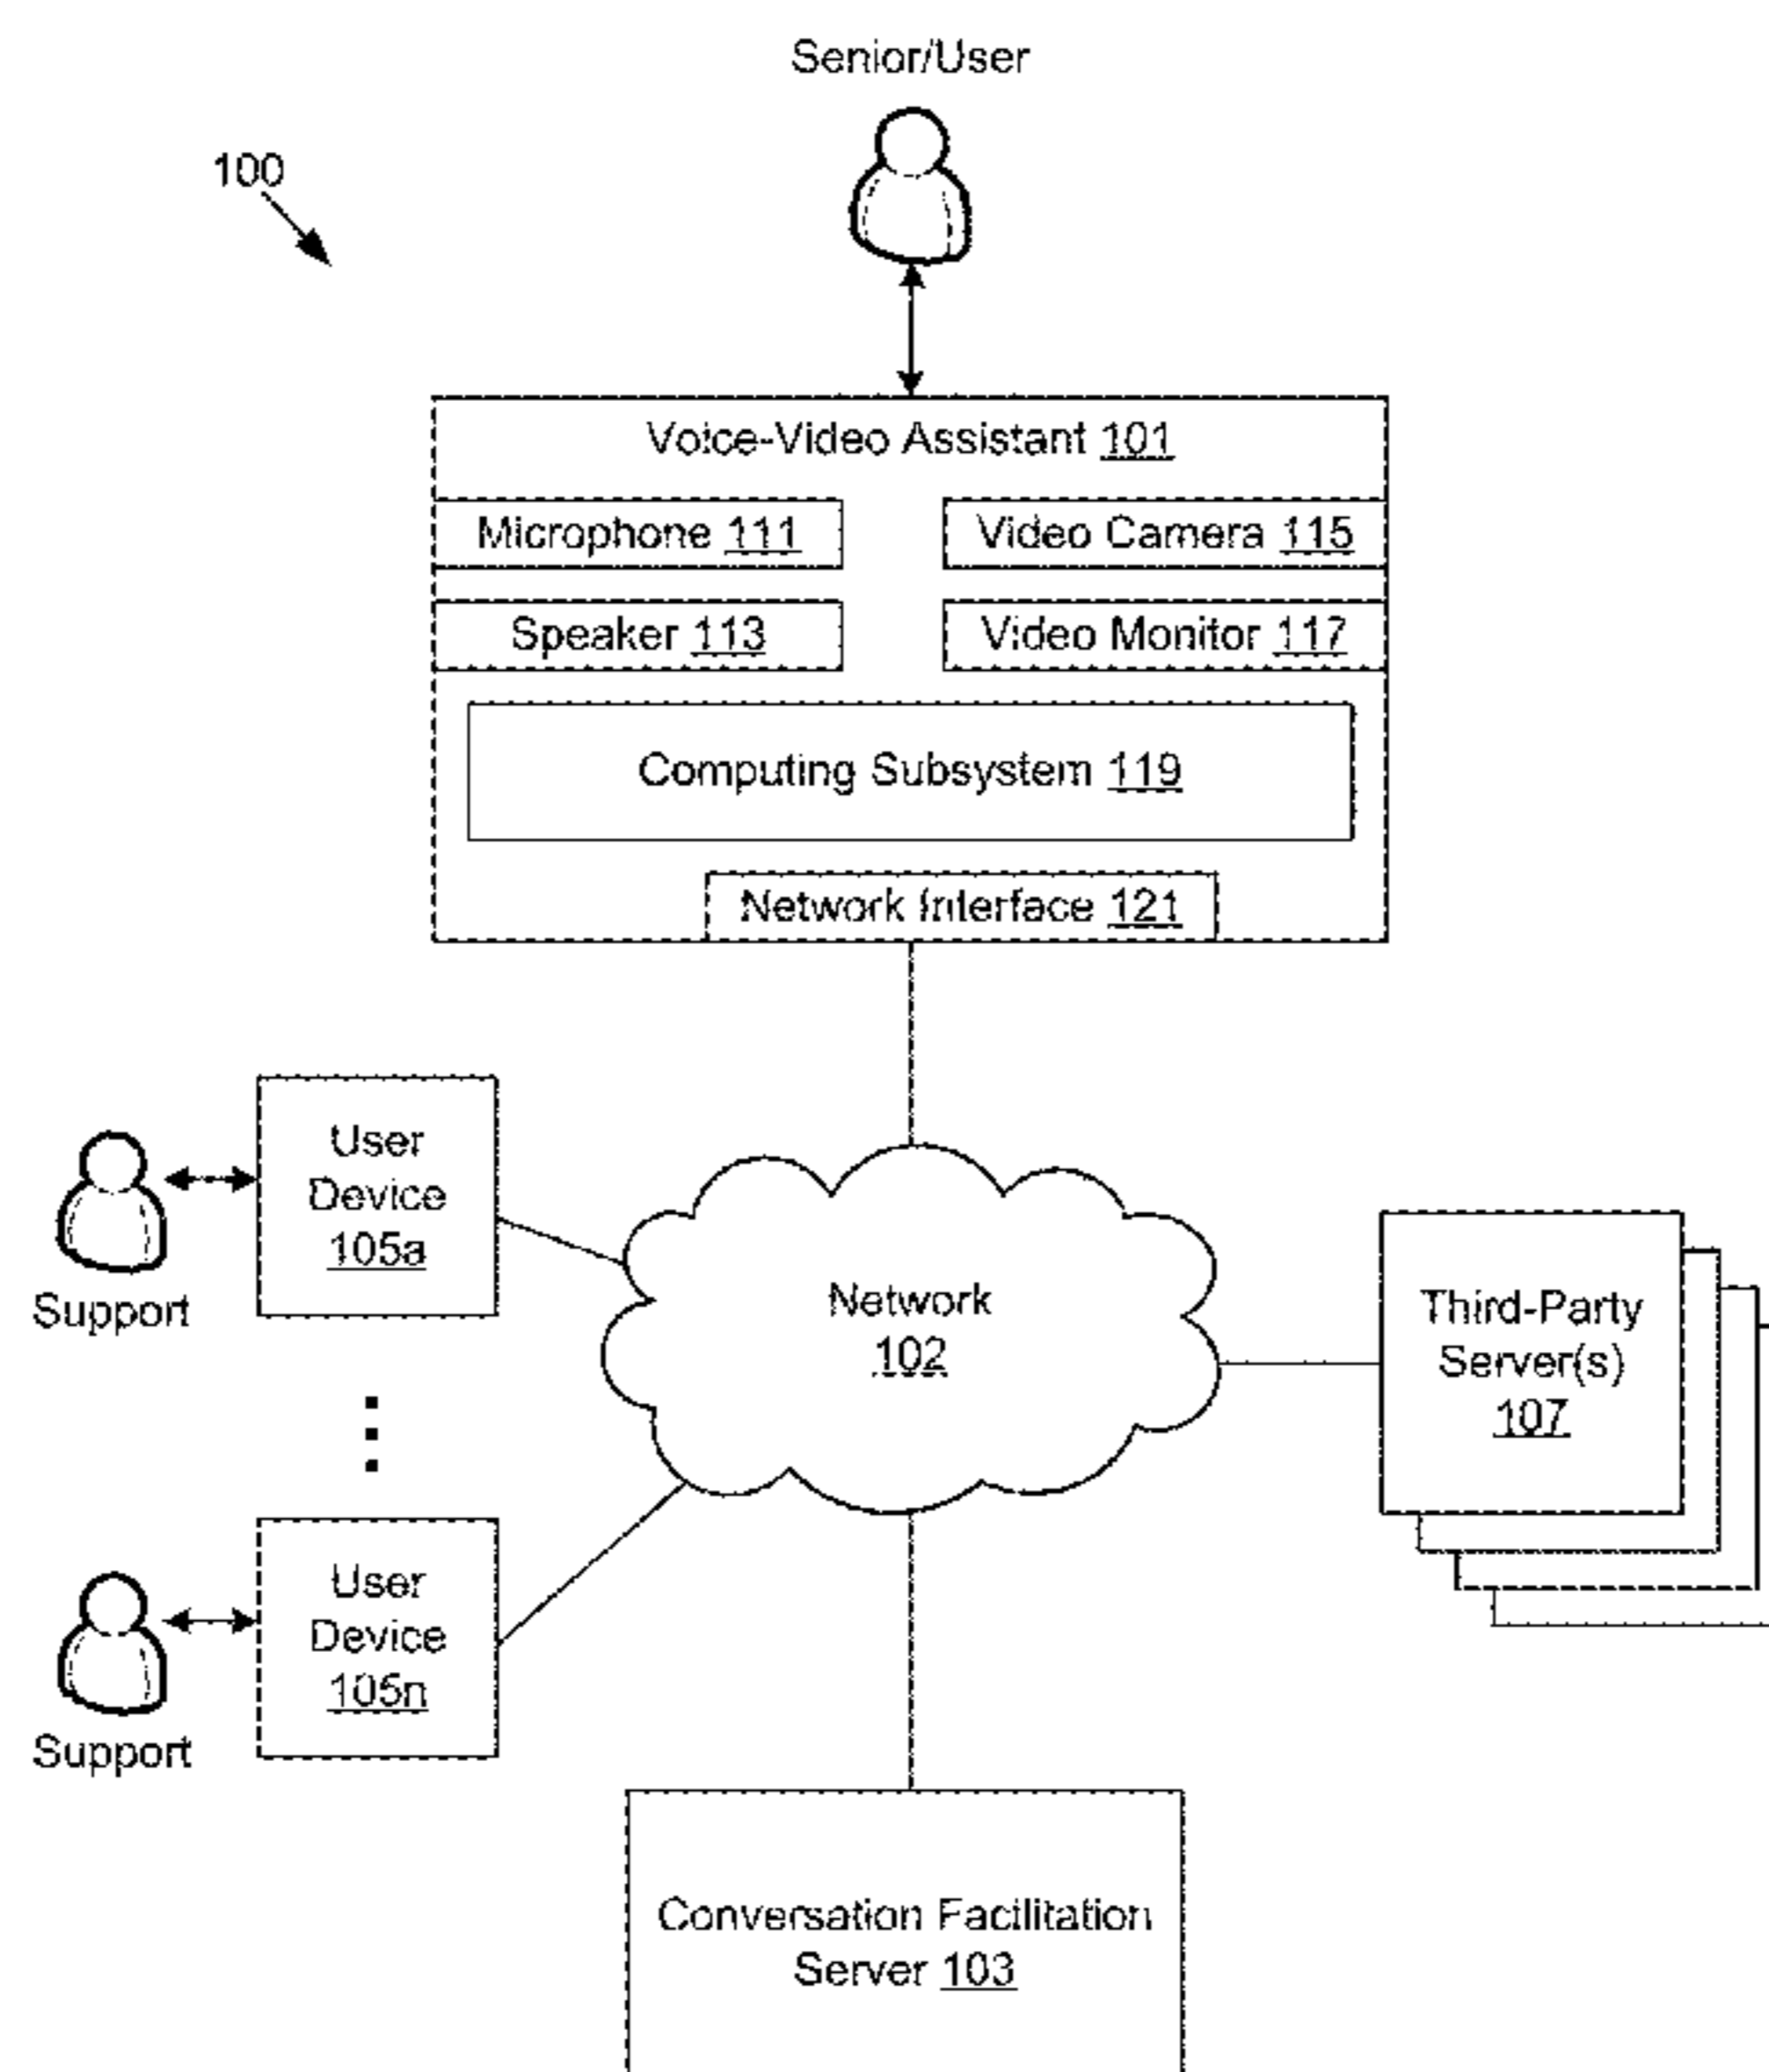 Senior/User
100
Voice-Video Assistant 101
Microphone 111
Video Camera 115
Speaker 113
Video Monitor 117
Computing Subsystem 119
Network Interface 121
User
Device
105a
Support
Network
102
Third-Party
Server(s)
107
User
Device
105n
Support
Conversation Facilitation
Server 103